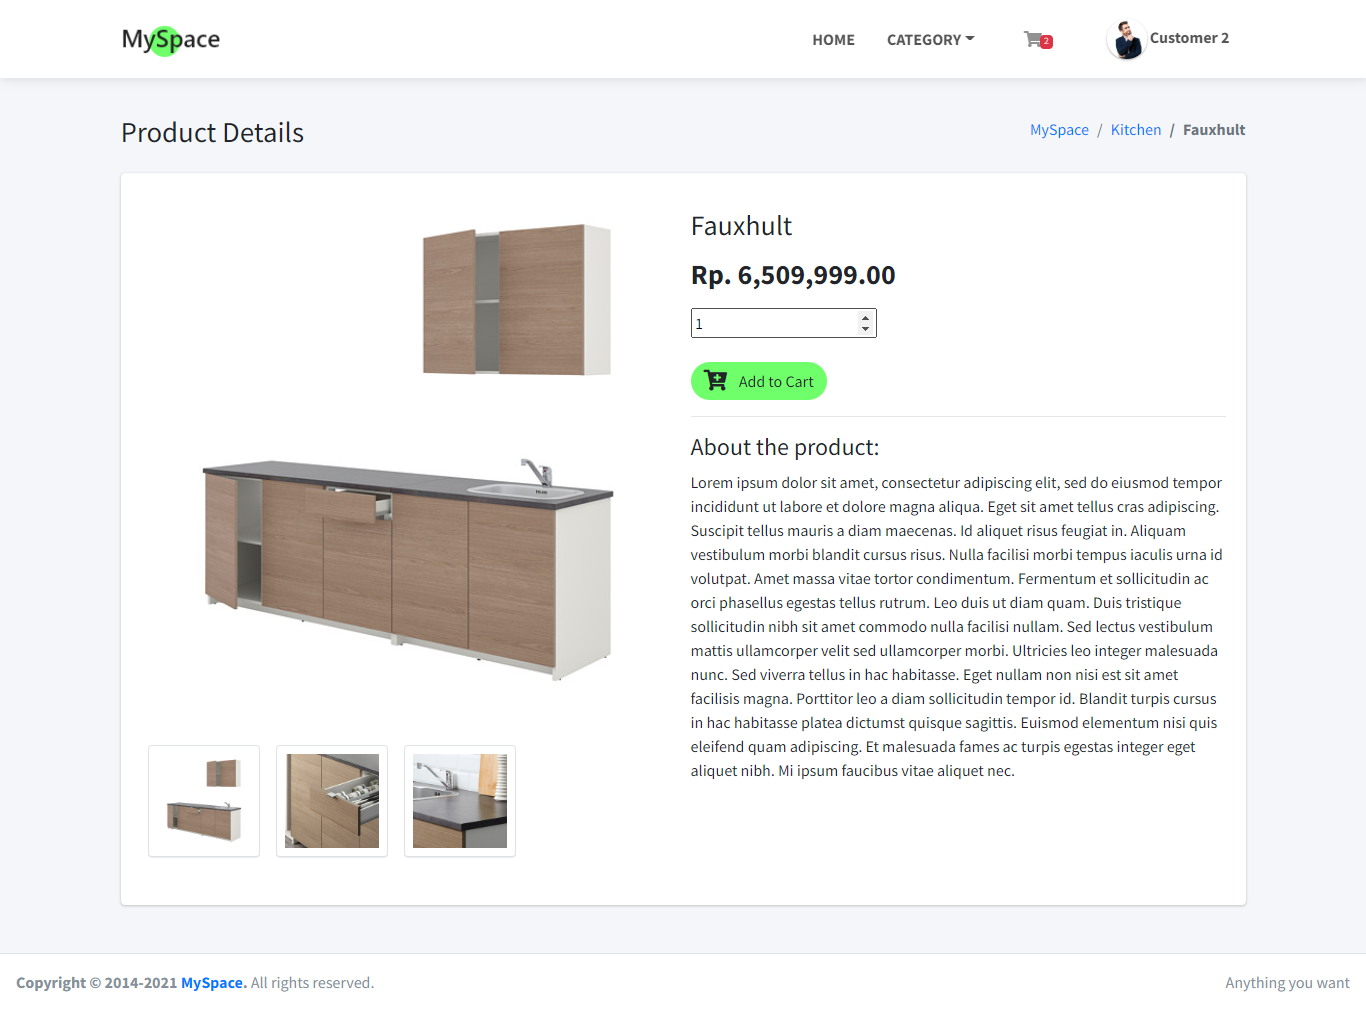 MySpace
HOME
CATEGORY
2
Customer 2
Product Details
MySpace / Kitchen / Fauxhult
Fauxhult
Rp. 6,509,999.00
1
Add to Cart
About the product:
Lorem ipsum dolor sit amet, consectetur adipiscing elit, sed do eiusmod tempor
incididunt ut labore et dolore magna aliqua. Eget sit amet tellus cras adipiscing.
Suscipit tellus mauris a diam maecenas. Id aliquet risus feugiat in. Aliquam
vestibulum morbi blandit cursus risus. Nulla facilisi morbi tempus iaculis urna id
volutpat. Amet massa vitae tortor condimentum. Fermentum et sollicitudin ac
orci phasellus egestas tellus rutrum. Leo duis ut diam quam. Duis tristique
sollicitudin nibh sit amet commodo nulla facilisi nullam. Sed lectus vestibulum
mattis ullamcorper velit sed ullamcorper morbi. Ultricies leo integer malesuada
nunc. Sed viverra tellus in hac habitasse. Eget nullam non nisi est sit amet
facilisis magna. Porttitor leo a diam sollicitudin tempor id. Blandit turpis cursus
in hac habitasse platea dictumst quisque sagittis. Euismod elementum nisi quis
eleifend quam adipiscing. Et malesuada fames ac turpis egestas integer eget
aliquet nibh. Mi ipsum faucibus vitae aliquet nec.
Copyright © 2014-2021 MySpace. All rights reserved.
Anything you want